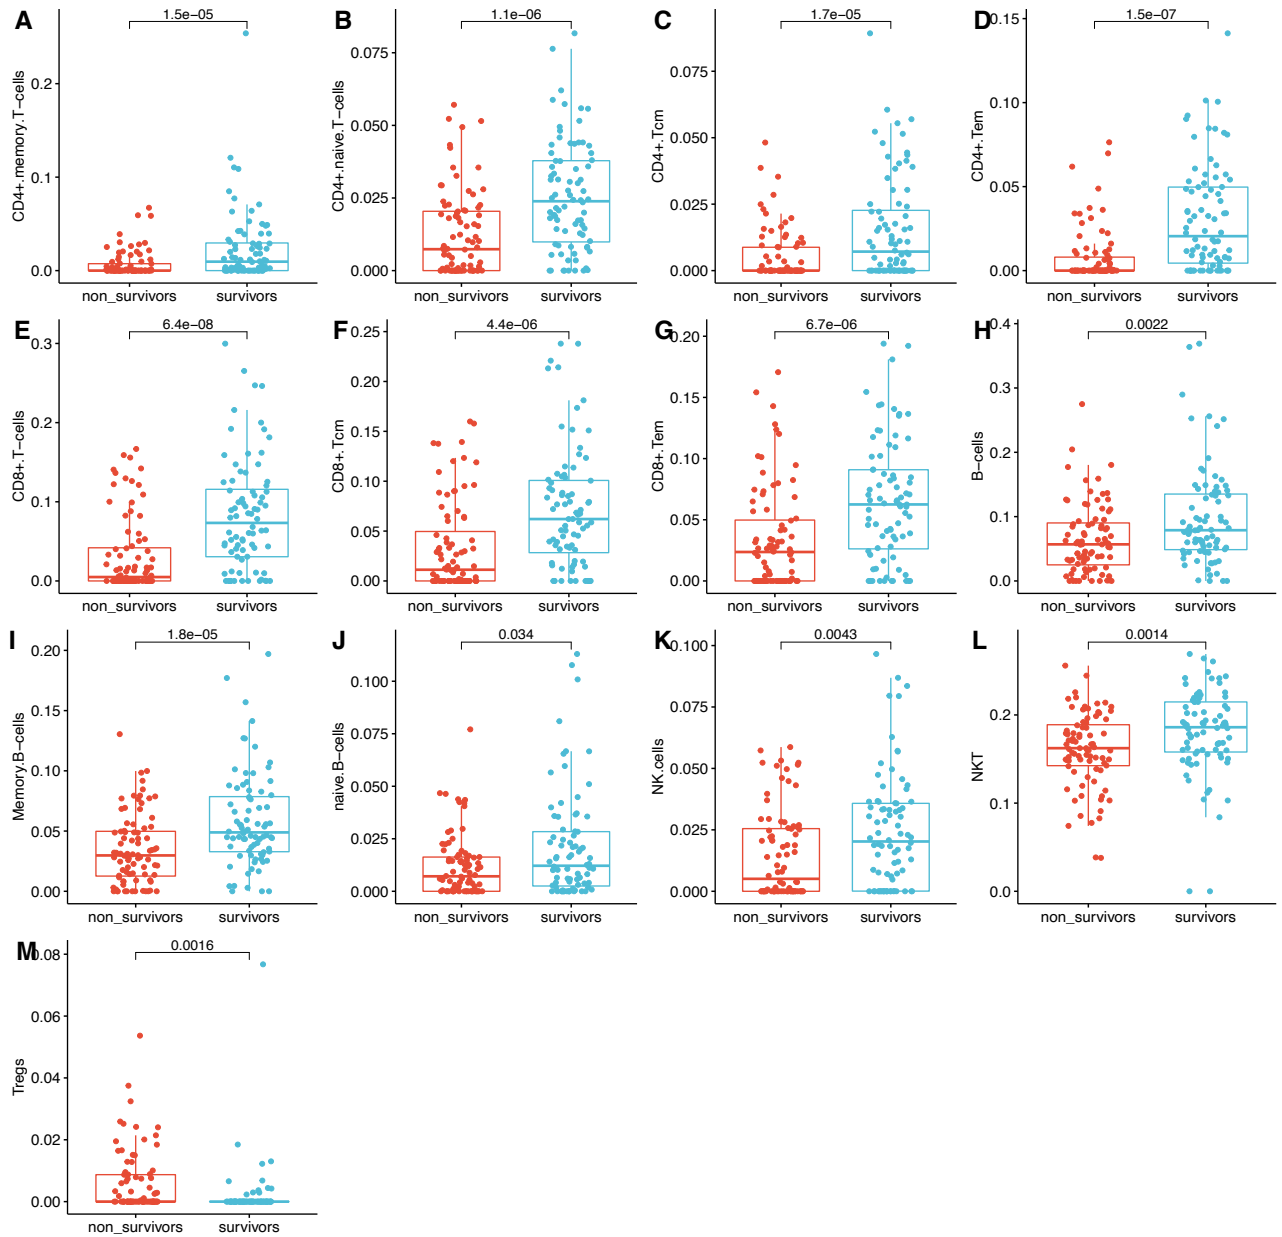 A
1.5e−05
CD4+.memory.T−cells
0.2
0.1
0.0
non_survivors
survivors
B
1.1e−06
CD4+.naive.T−cells
0.075
0.050
0.025
0.000
non_survivors
survivors
C
1.7e−05
CD4+.Tcm
0.075
0.050
0.025
0.000
non_survivors
survivors
D
1.5e−07
CD4+.Tem
0.15
0.10
0.05
0.00
non_survivors
survivors
E
6.4e−08
CD8+.T−cells
0.3
0.2
0.1
0.0
non_survivors
survivors
F
4.4e−06
CD8+.Tcm
0.25
0.20
0.15
0.10
0.05
0.00
non_survivors
survivors
G
6.7e−06
CD8+.Tem
0.20
0.15
0.10
0.05
0.00
non_survivors
survivors
H
0.0022
B−cells
0.4
0.3
0.2
0.1
0.0
non_survivors
survivors
I
1.8e−05
Memory.B−cells
0.20
0.15
0.10
0.05
0.00
non_survivors
survivors
J
0.034
naive.B−cells
0.100
0.075
0.050
0.025
0.000
non_survivors
survivors
K
0.0043
NK.cells
0.100
0.075
0.050
0.025
0.000
non_survivors
survivors
L
0.0014
NKT
0.2
0.1
0.0
non_survivors
survivors
M
0.0016
Tregs
0.08
0.06
0.04
0.02
0.00
non_survivors
survivors